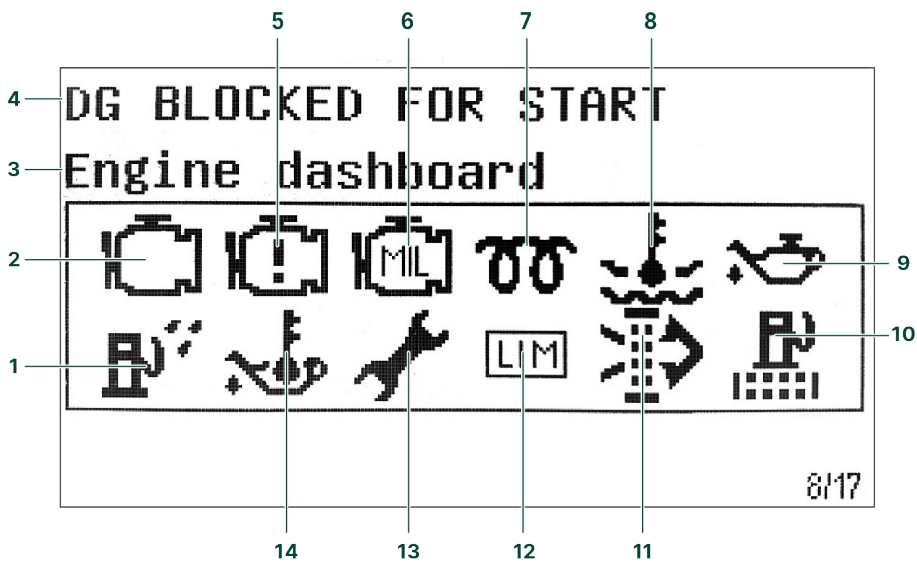 5 6 7 8
4 DG BLOCKED FOR START
3 Engine dashboard
2 ! MIL 9
1 LIM 10
8/17
14 13 12 11